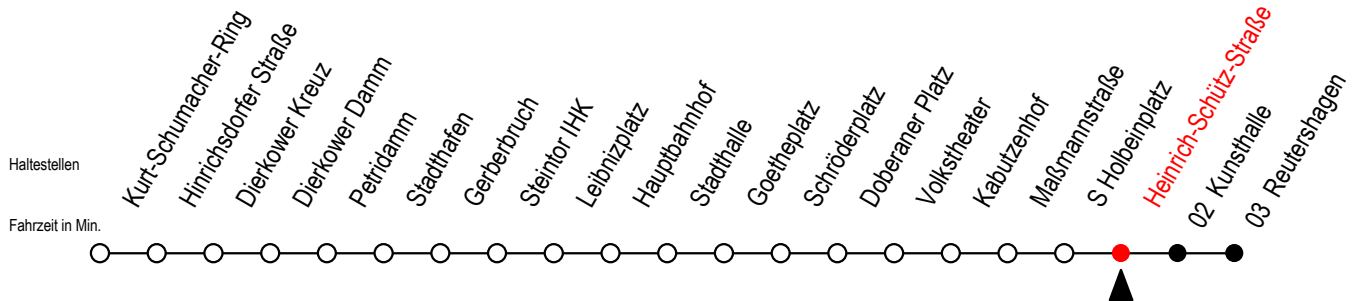 Haltestellen
Kurt-Schumacher-Ring
Hinrichsdorfer Straße
Dierkower Kreuz
Dierkower Damm
Petridamm
Stadthafen
Gerberbruch
Steintor IHK
Leibnizplatz
Hauptbahnhof
Stadthalle
Goetheplatz
Schröderplatz
Doberaner Platz
Volkstheater
Kabutzenhof
Maßmannstraße
S Holbeinplatz
Heinrich-Schütz-Straße
02 Kunsthalle
03 Reutershagen
Fahrzeit in Min.